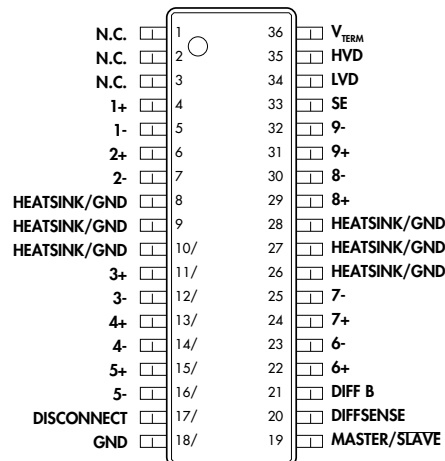 N.C. 1 36 VTERM
N.C. 2 35 HVD
N.C. 3 34 LVD
1+ 4 33 SE
1- 5 32 9-
2+ 6 31 9+
2- 7 30 8-
HEATSINK/GND 8 29 8+
HEATSINK/GND 9 28 HEATSINK/GND
HEATSINK/GND 10/ 27 HEATSINK/GND
3+ 11/ 26 HEATSINK/GND
3- 12/ 25 7-
4+ 13/ 24 7+
4- 14/ 23 6-
5+ 15/ 22 6+
5- 16/ 21 DIFF B
DISCONNECT 17/ 20 DIFFSENSE
GND 18/ 19 MASTER/SLAVE